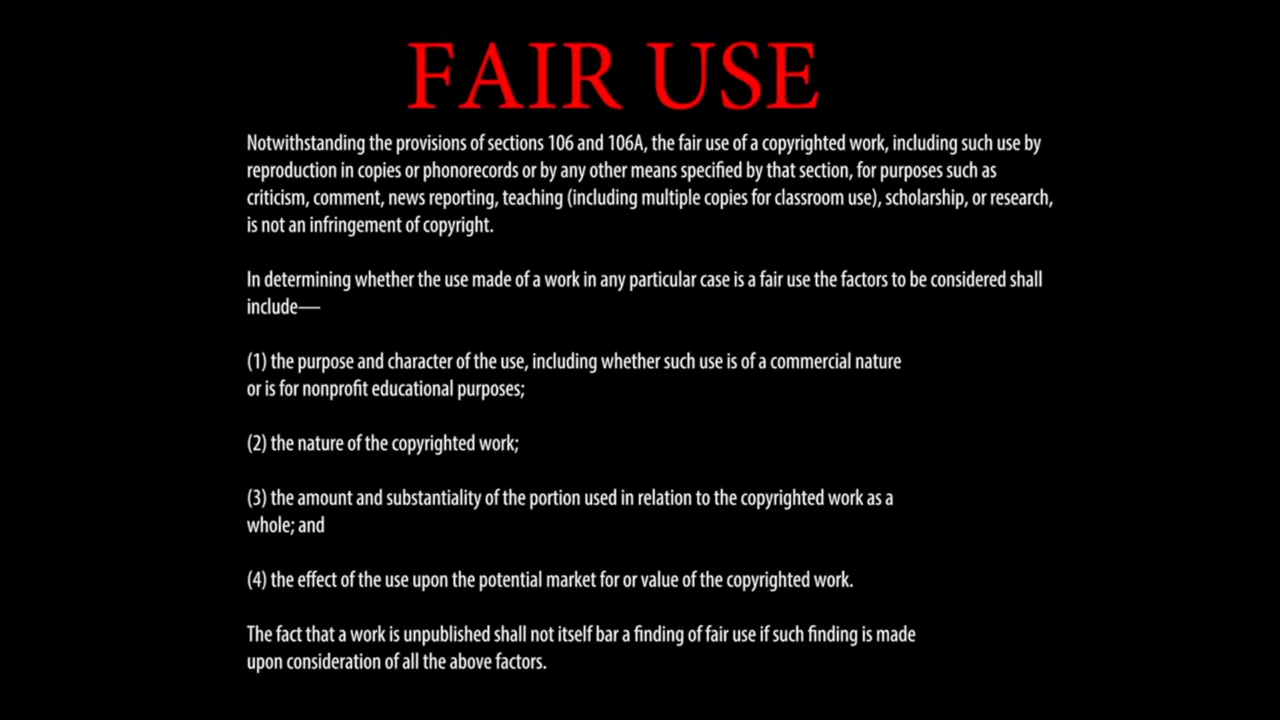 FAIR USE
Notwithstanding the provisions of sections 106 and 106A, the fair use of a copyrighted work, including such use by
reproduction in copies or phonorecords or by any other means specified by that section, for purposes such as
criticism, comment, news reporting, teaching (including multiple copies for classroom use), scholarship, or research,
is not an infringement of copyright.
In determining whether the use made of a work in any particular case is a fair use the factors to be considered shall
include—
(1) the purpose and character of the use, including whether such use is of a commercial nature
or is for nonprofit educational purposes;
(2) the nature of the copyrighted work;
(3) the amount and substantiality of the portion used in relation to the copyrighted work as a
whole; and
(4) the effect of the use upon the potential market for or value of the copyrighted work.
The fact that a work is unpublished shall not itself bar a finding of fair use if such finding is made
upon consideration of all the above factors.